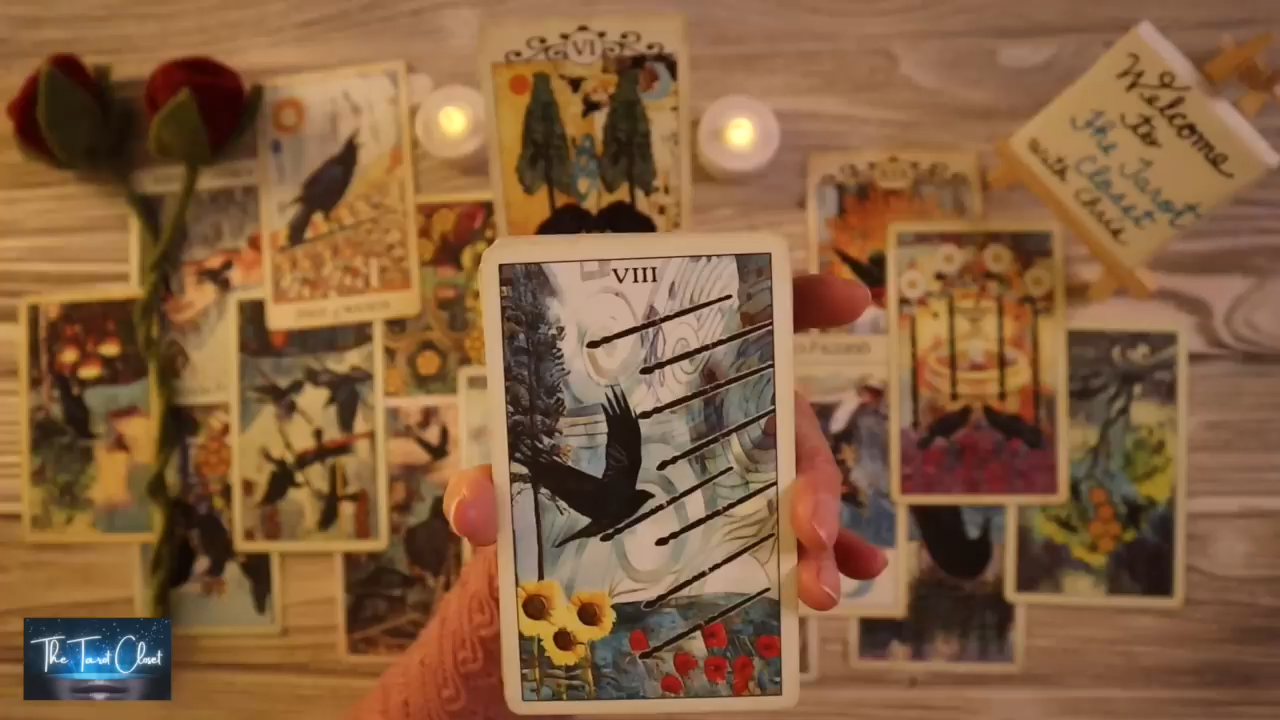 VI
Welcome
to
The Tarot
Closet
with Chris
VIII
The Tarot Closet